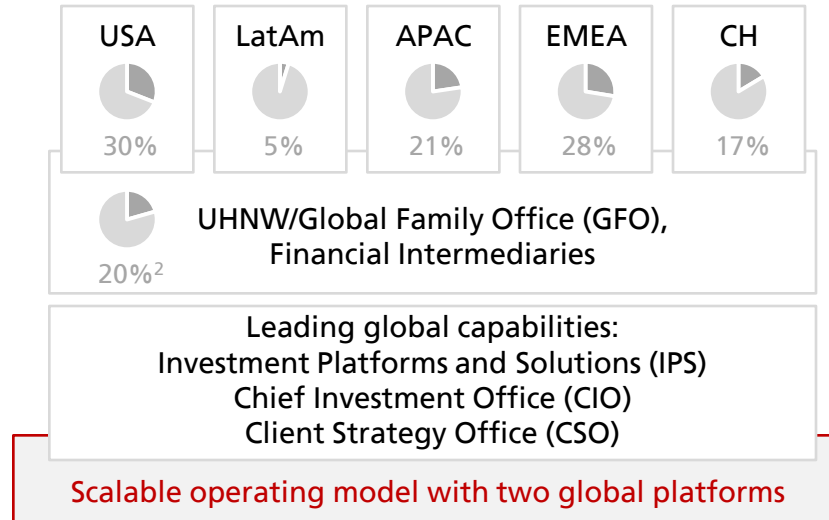 USA LatAm APAC EMEA CH
30% 5% 21% 28% 17%
UHNW/Global Family Office (GFO),
Financial Intermediaries
20%²
Leading global capabilities:
Investment Platforms and Solutions (IPS)
Chief Investment Office (CIO)
Client Strategy Office (CSO)
Scalable operating model with two global platforms